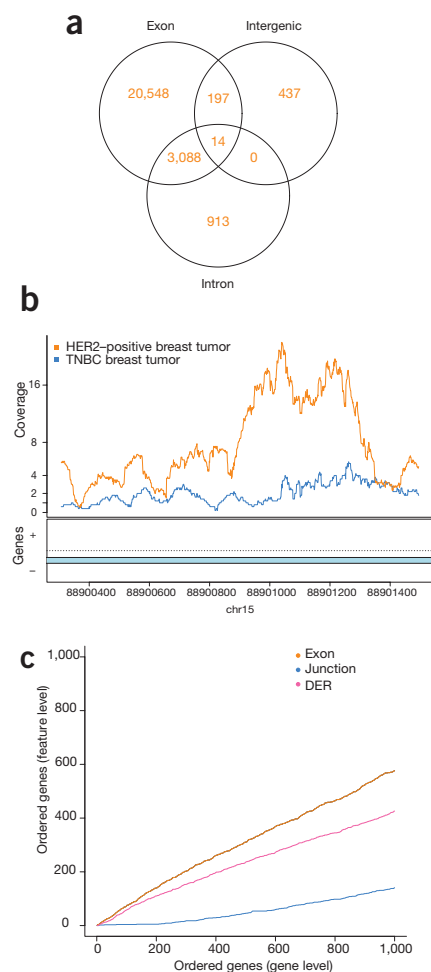 a
Exon
Intergenic
20,548
197
437
14
3,088
0
913
Intron
b
HER2–positive breast tumor
TNBC breast tumor
Coverage
16
8
4
2
0
Genes
+
–
88900400
88900600
88900800
88901000
88901200
88901400
chr15
c
1,000
800
600
400
200
0
Ordered genes (feature level)
Exon
Junction
DER
0
200
400
600
800
1,000
Ordered genes (gene level)